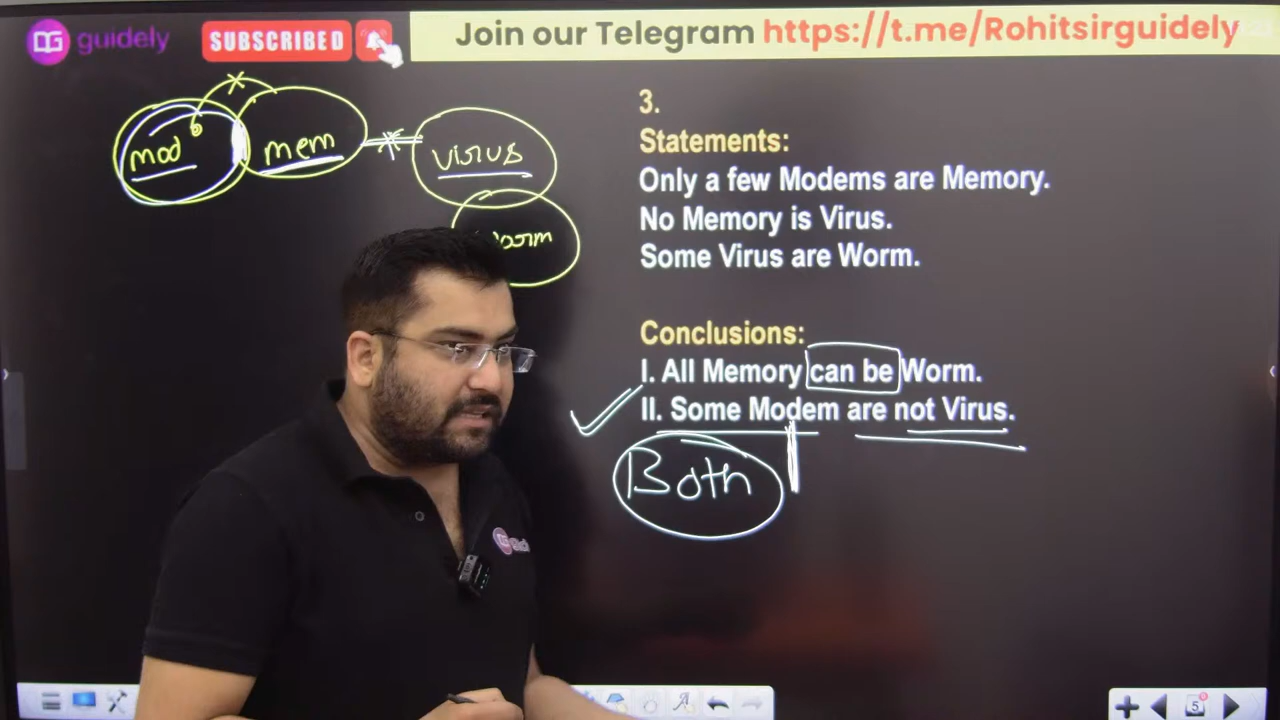 guidely
SUBSCRIBED
Join our Telegram https://t.me/Rohitsirguidely
mod
mem
virus
3.
Statements:
Only a few Modems are Memory.
No Memory is Virus.
Some Virus are Worm.
Conclusions:
I. All Memory can be Worm.
II. Some Modem are not Virus.
Both
5